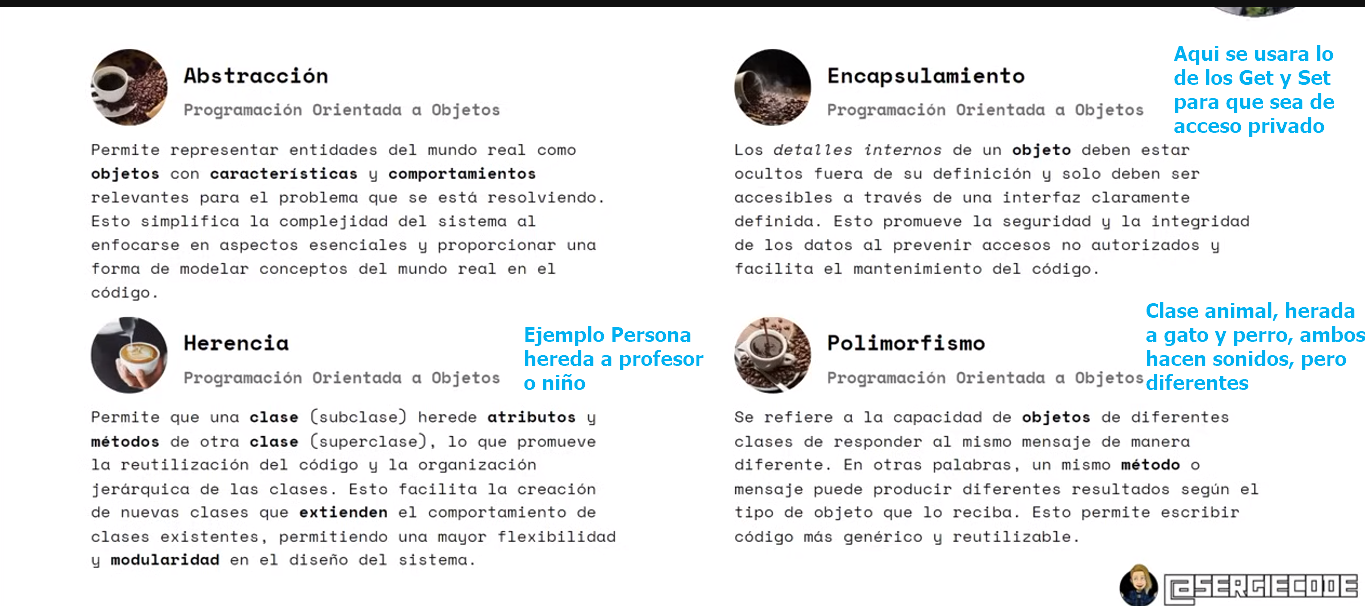 Abstracción
Programación Orientada a Objetos
Permite representar entidades del mundo real como
objetos con características y comportamientos
relevantes para el problema que se está resolviendo.
Esto simplifica la complejidad del sistema al
enfocarse en aspectos esenciales y proporcionar una
forma de modelar conceptos del mundo real en el
código.
Encapsulamiento
Programación Orientada a Objetos
Aqui se usara lo
de los Get y Set
para que sea de
acceso privado
Los detalles internos de un objeto deben estar
ocultos fuera de su definición y solo deben ser
accesibles a través de una interfaz claramente
definida. Esto promueve la seguridad y la integridad
de los datos al prevenir accesos no autorizados y
facilita el mantenimiento del código.
Herencia
Programación Orientada a Objetos
Ejemplo Persona
hereda a profesor
o niño
Permite que una clase (subclase) herede atributos y
métodos de otra clase (superclase), lo que promueve
la reutilización del código y la organización
jerárquica de las clases. Esto facilita la creación
de nuevas clases que extienden el comportamiento de
clases existentes, permitiendo una mayor flexibilidad
y modularidad en el diseño del sistema.
Polimorfismo
Programación Orientada a Objetos
Clase animal, herada
a gato y perro, ambos
hacen sonidos, pero
diferentes
Se refiere a la capacidad de objetos de diferentes
clases de responder al mismo mensaje de manera
diferente. En otras palabras, un mismo método o
mensaje puede producir diferentes resultados según el
tipo de objeto que lo reciba. Esto permite escribir
código más genérico y reutilizable.
@SERGIECODE